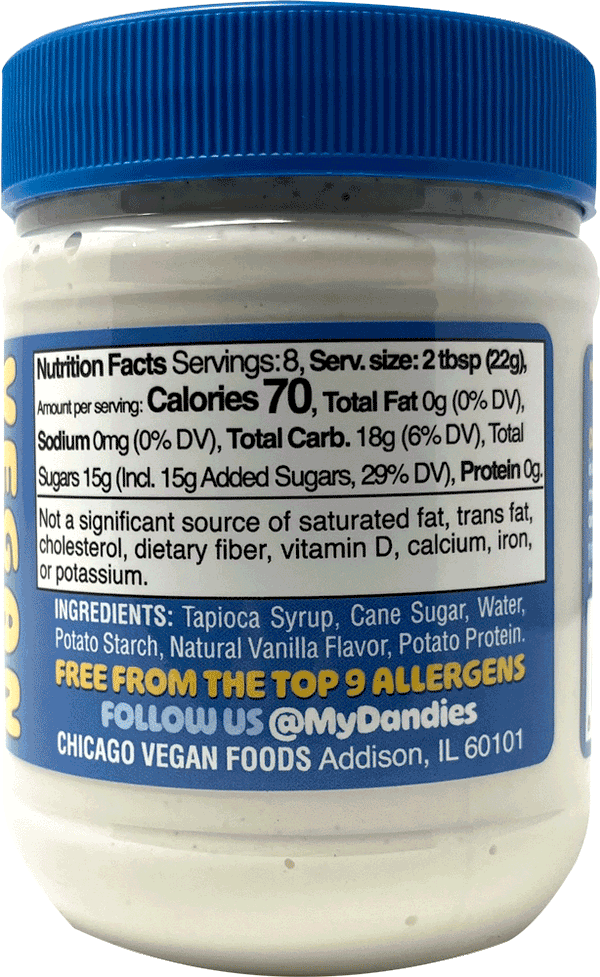 Nutrition Facts Servings: 8, Serv. size: 2 tbsp (22g),
Amount per serving: Calories 70, Total Fat 0g (0% DV),
Sodium 0mg (0% DV), Total Carb. 18g (6% DV), Total
Sugars 15g (Incl. 15g Added Sugars, 29% DV), Protein 0g.
Not a significant source of saturated fat, trans fat,
cholesterol, dietary fiber, vitamin D, calcium, iron,
or potassium.
INGREDIENTS: Tapioca Syrup, Cane Sugar, Water,
Potato Starch, Natural Vanilla Flavor, Potato Protein.
FREE FROM THE TOP 9 ALLERGENS
FOLLOW US @MyDandies
CHICAGO VEGAN FOODS Addison, IL 60101
VEGAN